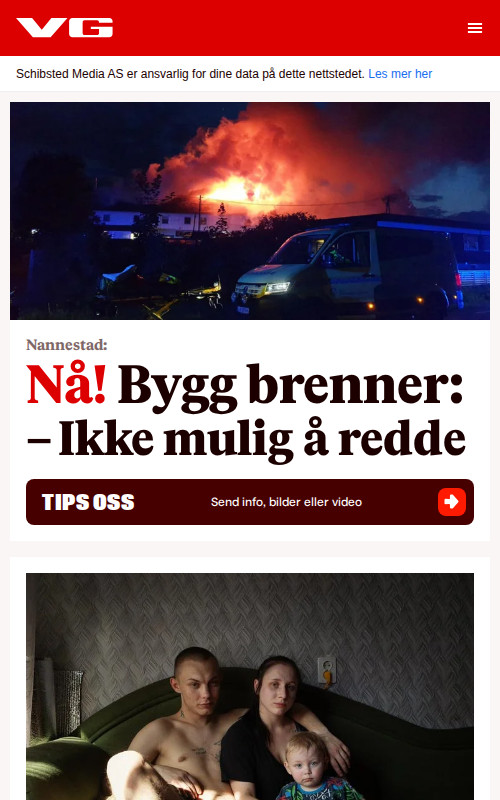 VG
Schibsted Media AS er ansvarlig for dine data på dette nettstedet. Les mer her
Nannestad:
Nå! Bygg brenner:
– Ikke mulig å redde
TIPS OSS
Send info, bilder eller video